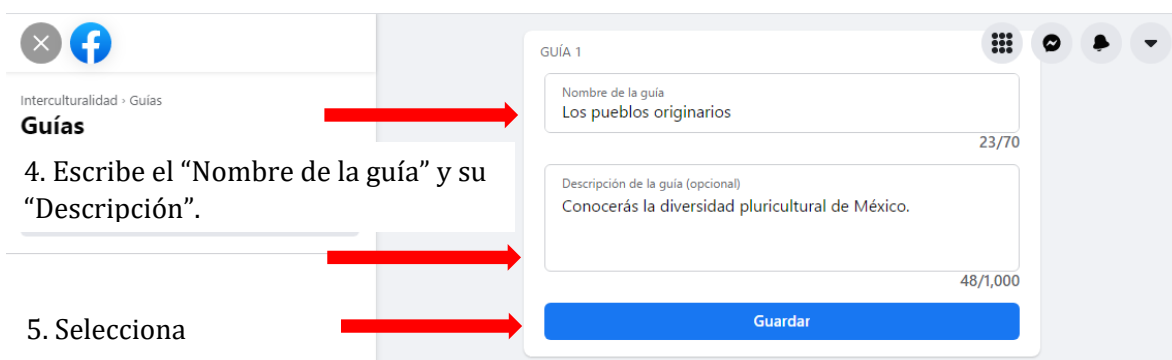 Interculturalidad › Guías
Guías
4. Escribe el “Nombre de la guía” y su
“Descripción”.
5. Selecciona
GUÍA 1
Nombre de la guía
Los pueblos originarios
23/70
Descripción de la guía (opcional)
Conocerás la diversidad pluricultural de México.
48/1,000
Guardar